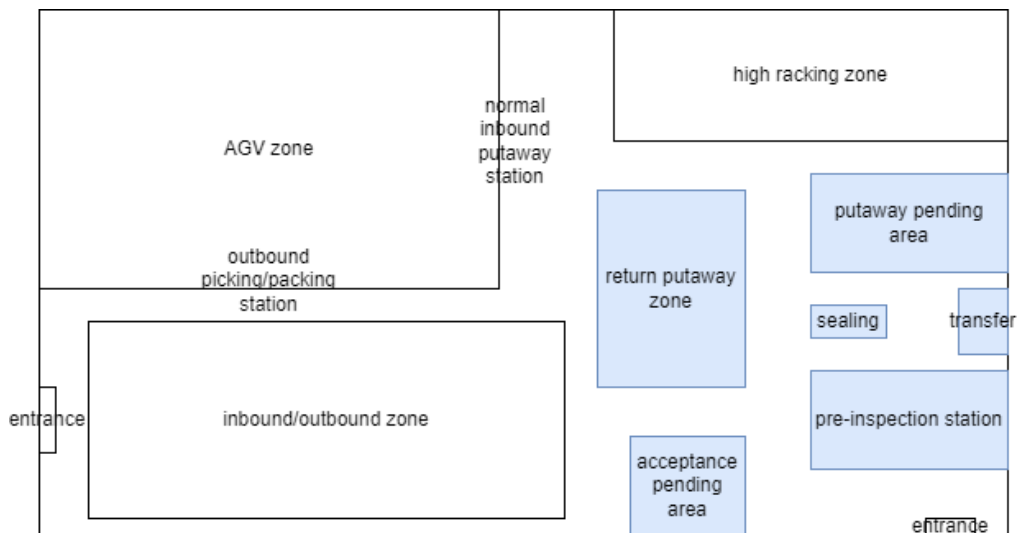 high racking zone
normal
inbound
putaway
station
AGV zone
putaway pending
area
outbound
picking/packing
station
return putaway
zone
sealing
transfer
entrance
inbound/outbound zone
pre-inspection station
acceptance
pending
area
entrance